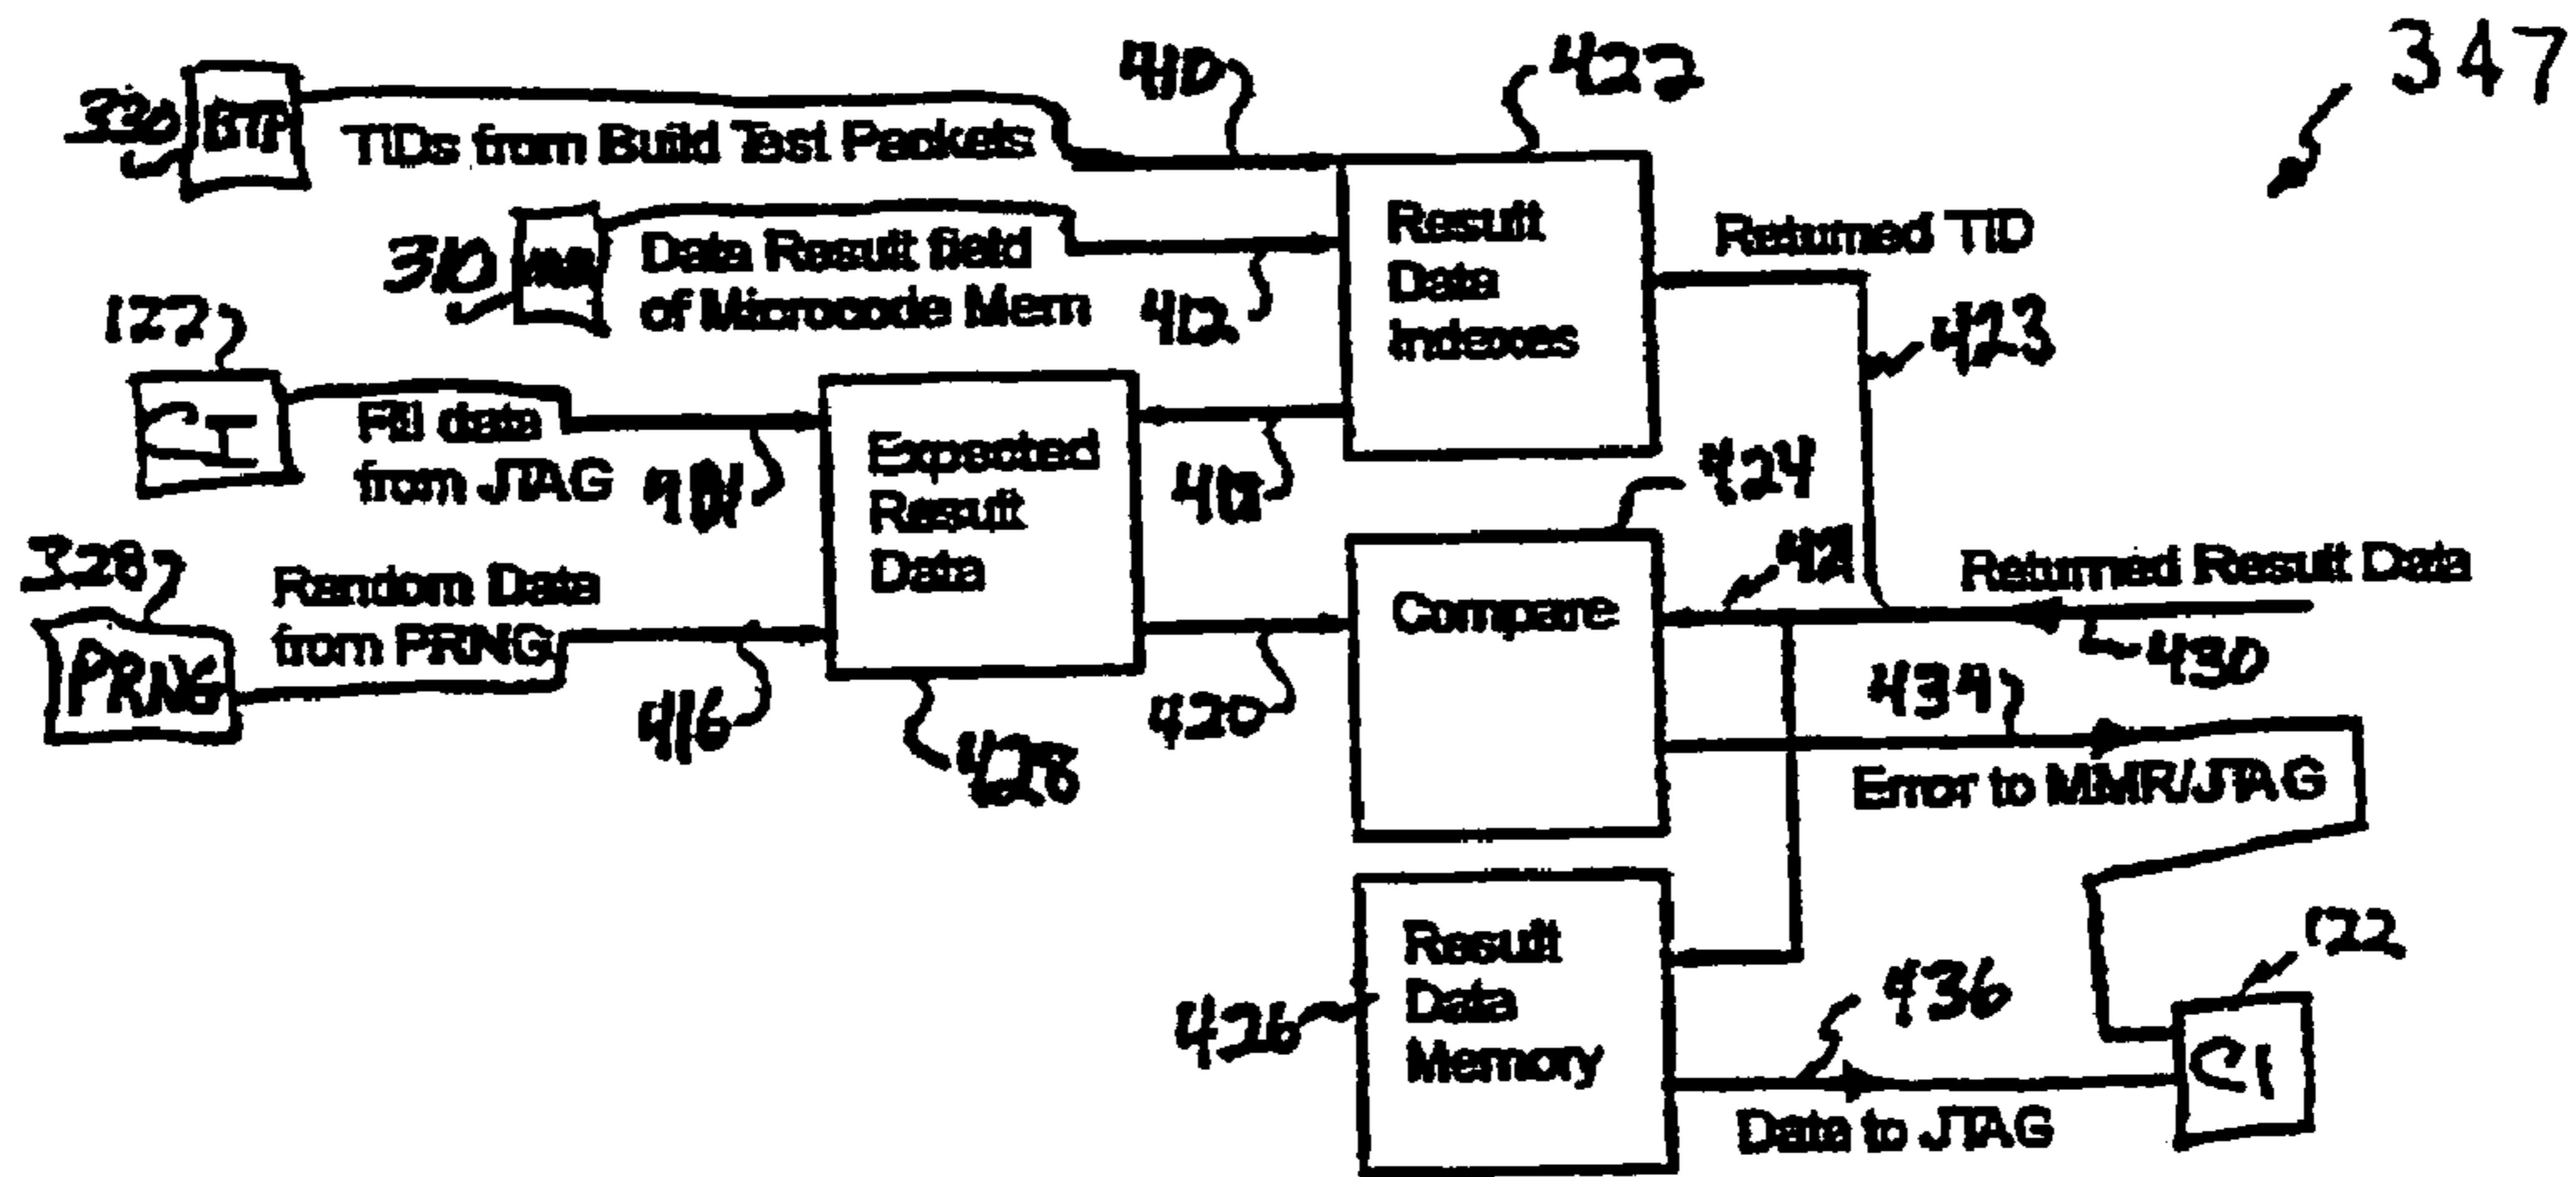 347
410
422
330
BTP
TIDs from Build Test Packets
310
Data Result field
of Microcode Mem
412
Result
Data
Indexes
Returned TID
423
122
CI
Fill data
from JTAG
Expected
Result
Data
424
328
PRNG
Random Data
from PRNG
416
428
420
Compare
Returned Result Data
430
434
Error to MMR/JTAG
Result
Data
Memory
426
436
Data to JTAG
122
CI